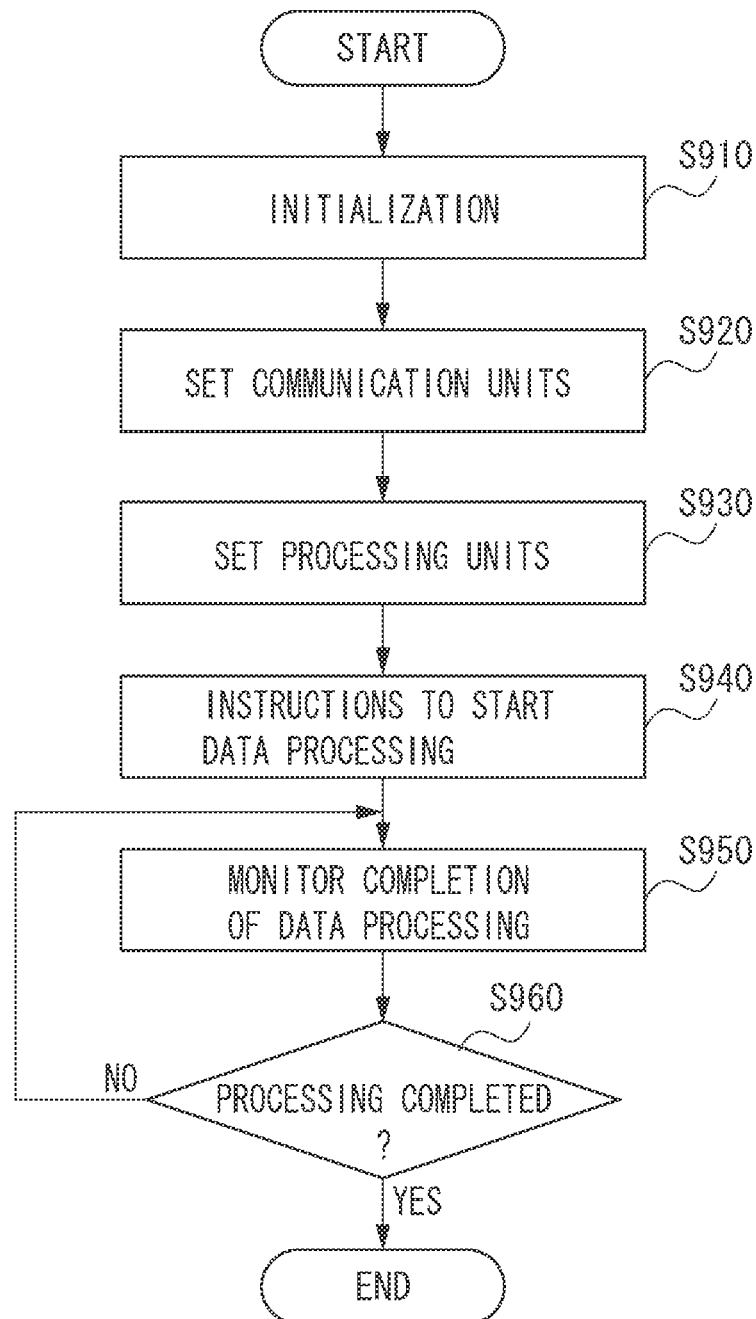 START
S910
INITIALIZATION
S920
SET COMMUNICATION UNITS
S930
SET PROCESSING UNITS
S940
INSTRUCTIONS TO START
DATA PROCESSING
S950
MONITOR COMPLETION
OF DATA PROCESSING
S960
NO
PROCESSING COMPLETED
?
YES
END